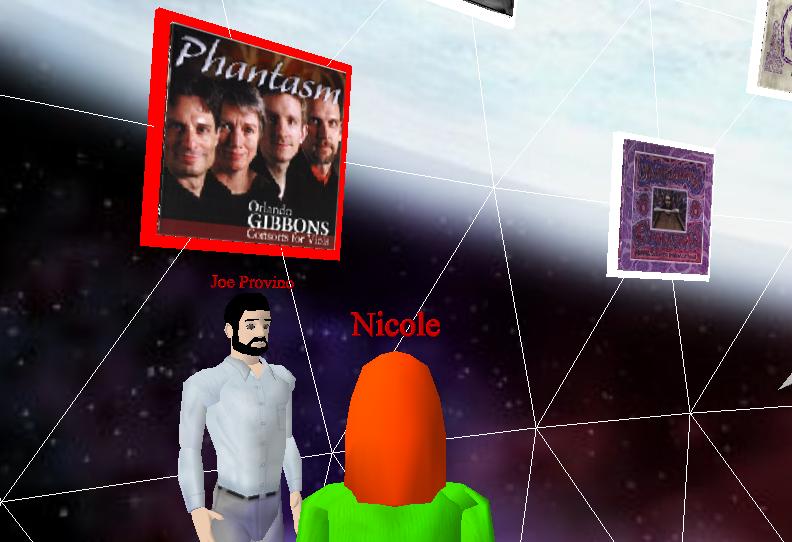 Phantasm
Orlando
GIBBONS
Consorts for Viols
Joe Provino
Nicole